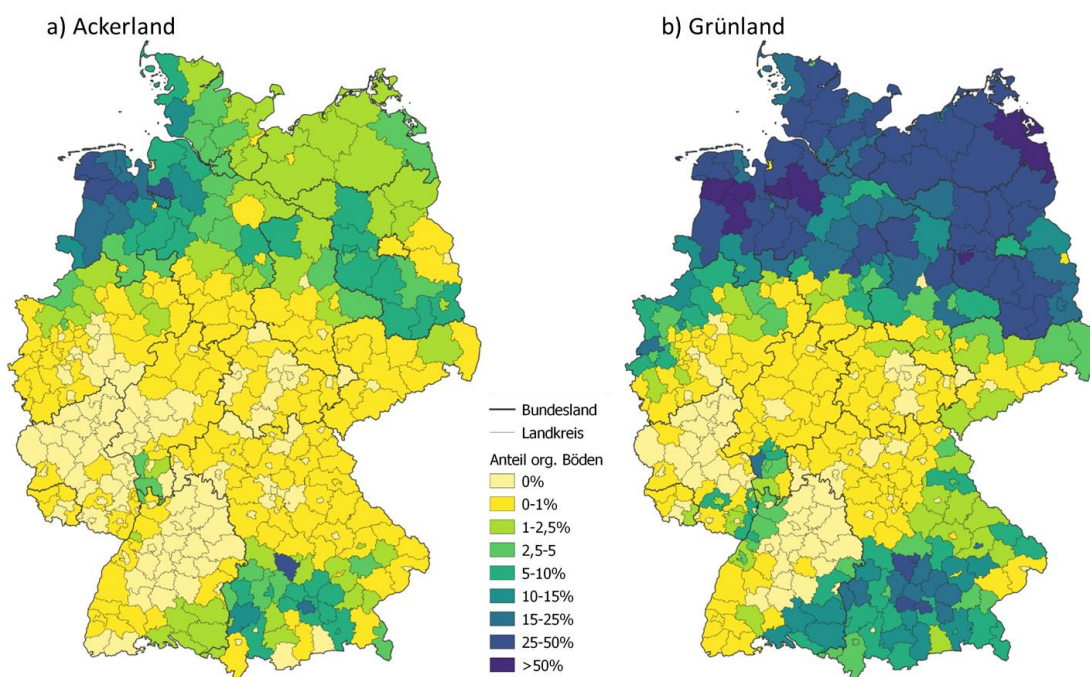 a) Ackerland
b) Grünland
Bundesland
Landkreis
Anteil org. Böden
0%
0-1%
1-2,5%
2,5-5
5-10%
10-15%
15-25%
25-50%
>50%